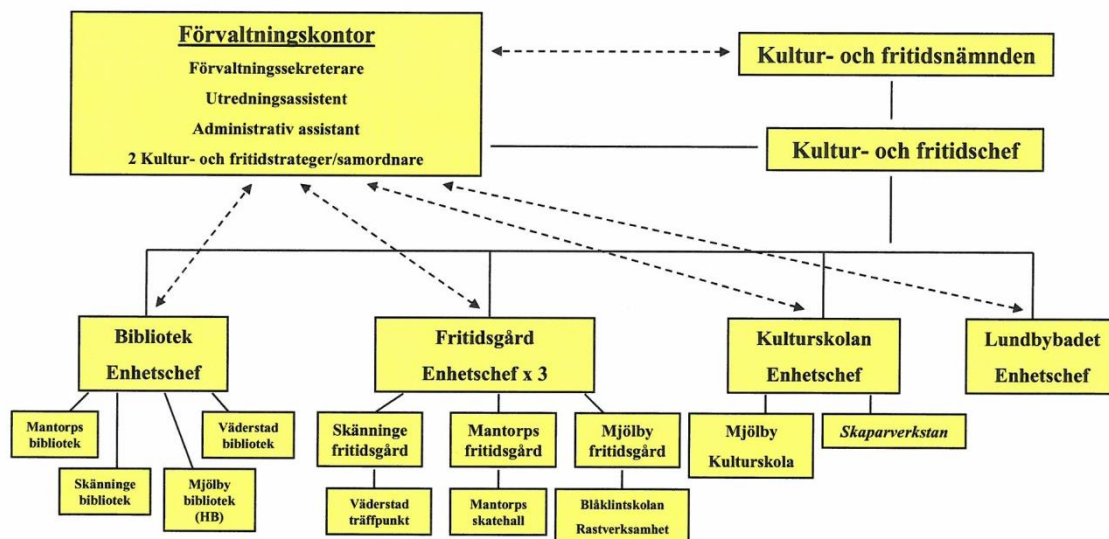 Förvaltningskontor
Förvaltningssekreterare
Utredningsassistent
Administrativ assistant
2 Kultur- och fritidstrateger/samordnare
Kultur- och fritidsnämnden
Kultur- och fritidschef
Bibliotek
Enhetschef
Fritidsgård
Enhetschef x 3
Kulturskolan
Enhetschef
Lundbybadet
Enhetschef
Mantorps
bibliotek
Skänninge
bibliotek
Mjölby
bibliotek
(HB)
Väderstad
bibliotek
Skänninge
fritidsgård
Väderstad
träffpunkt
Mantorps
fritidsgård
Mantorps
skatehall
Mjölby
fritidsgård
Blåklintskolan
Rastverksamhet
Mjölby
Kulturskola
Skaparverkstan